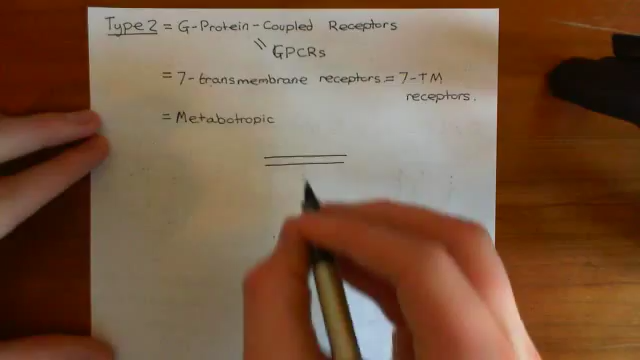 Type 2 = G-Protein-Coupled Receptors
= GPCRs
= 7-transmembrane receptors = 7-TM
receptors.
= Metabotropic